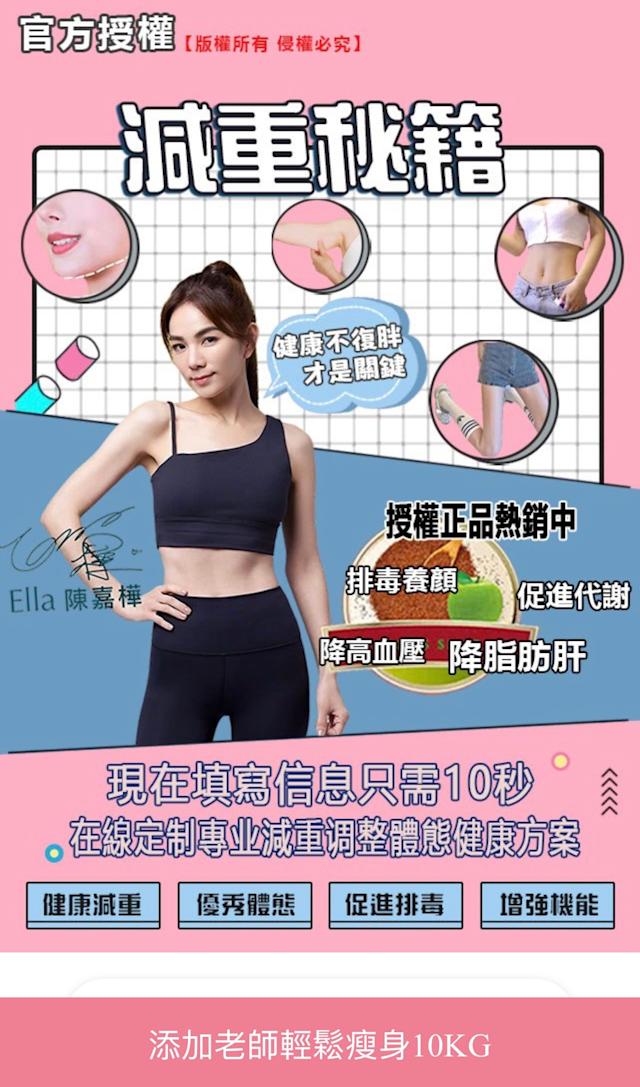 官方授權【版權所有 侵權必究】
減重秘籍
健康不復胖
才是關鍵
授權正品熱銷中
排毒養顏
促進代謝
Ella 陳嘉樺
降高血壓
降脂肪肝
現在填寫信息只需10秒
在線定制專业減重调整體態健康方案
健康減重
優秀體態
促進排毒
增強機能
添加老師輕鬆瘦身10KG